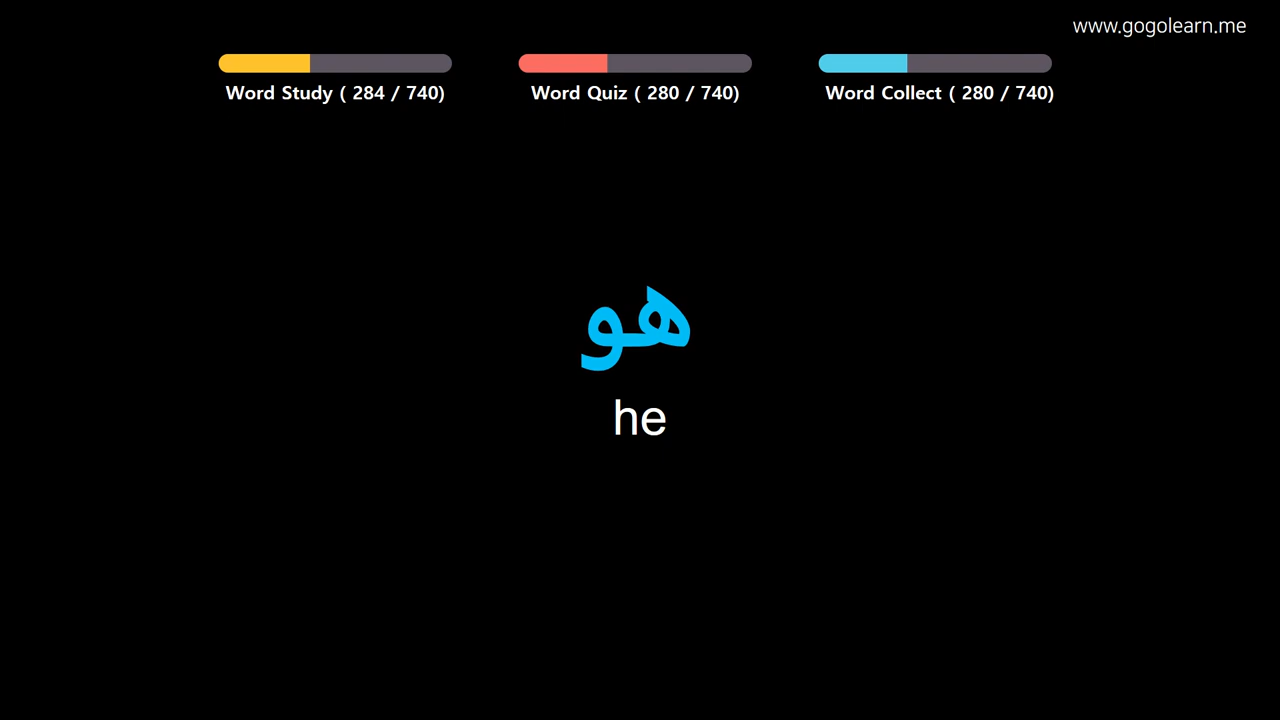 www.gogolearn.me
Word Study ( 284 / 740)
Word Quiz ( 280 / 740)
Word Collect ( 280 / 740)
هو
he